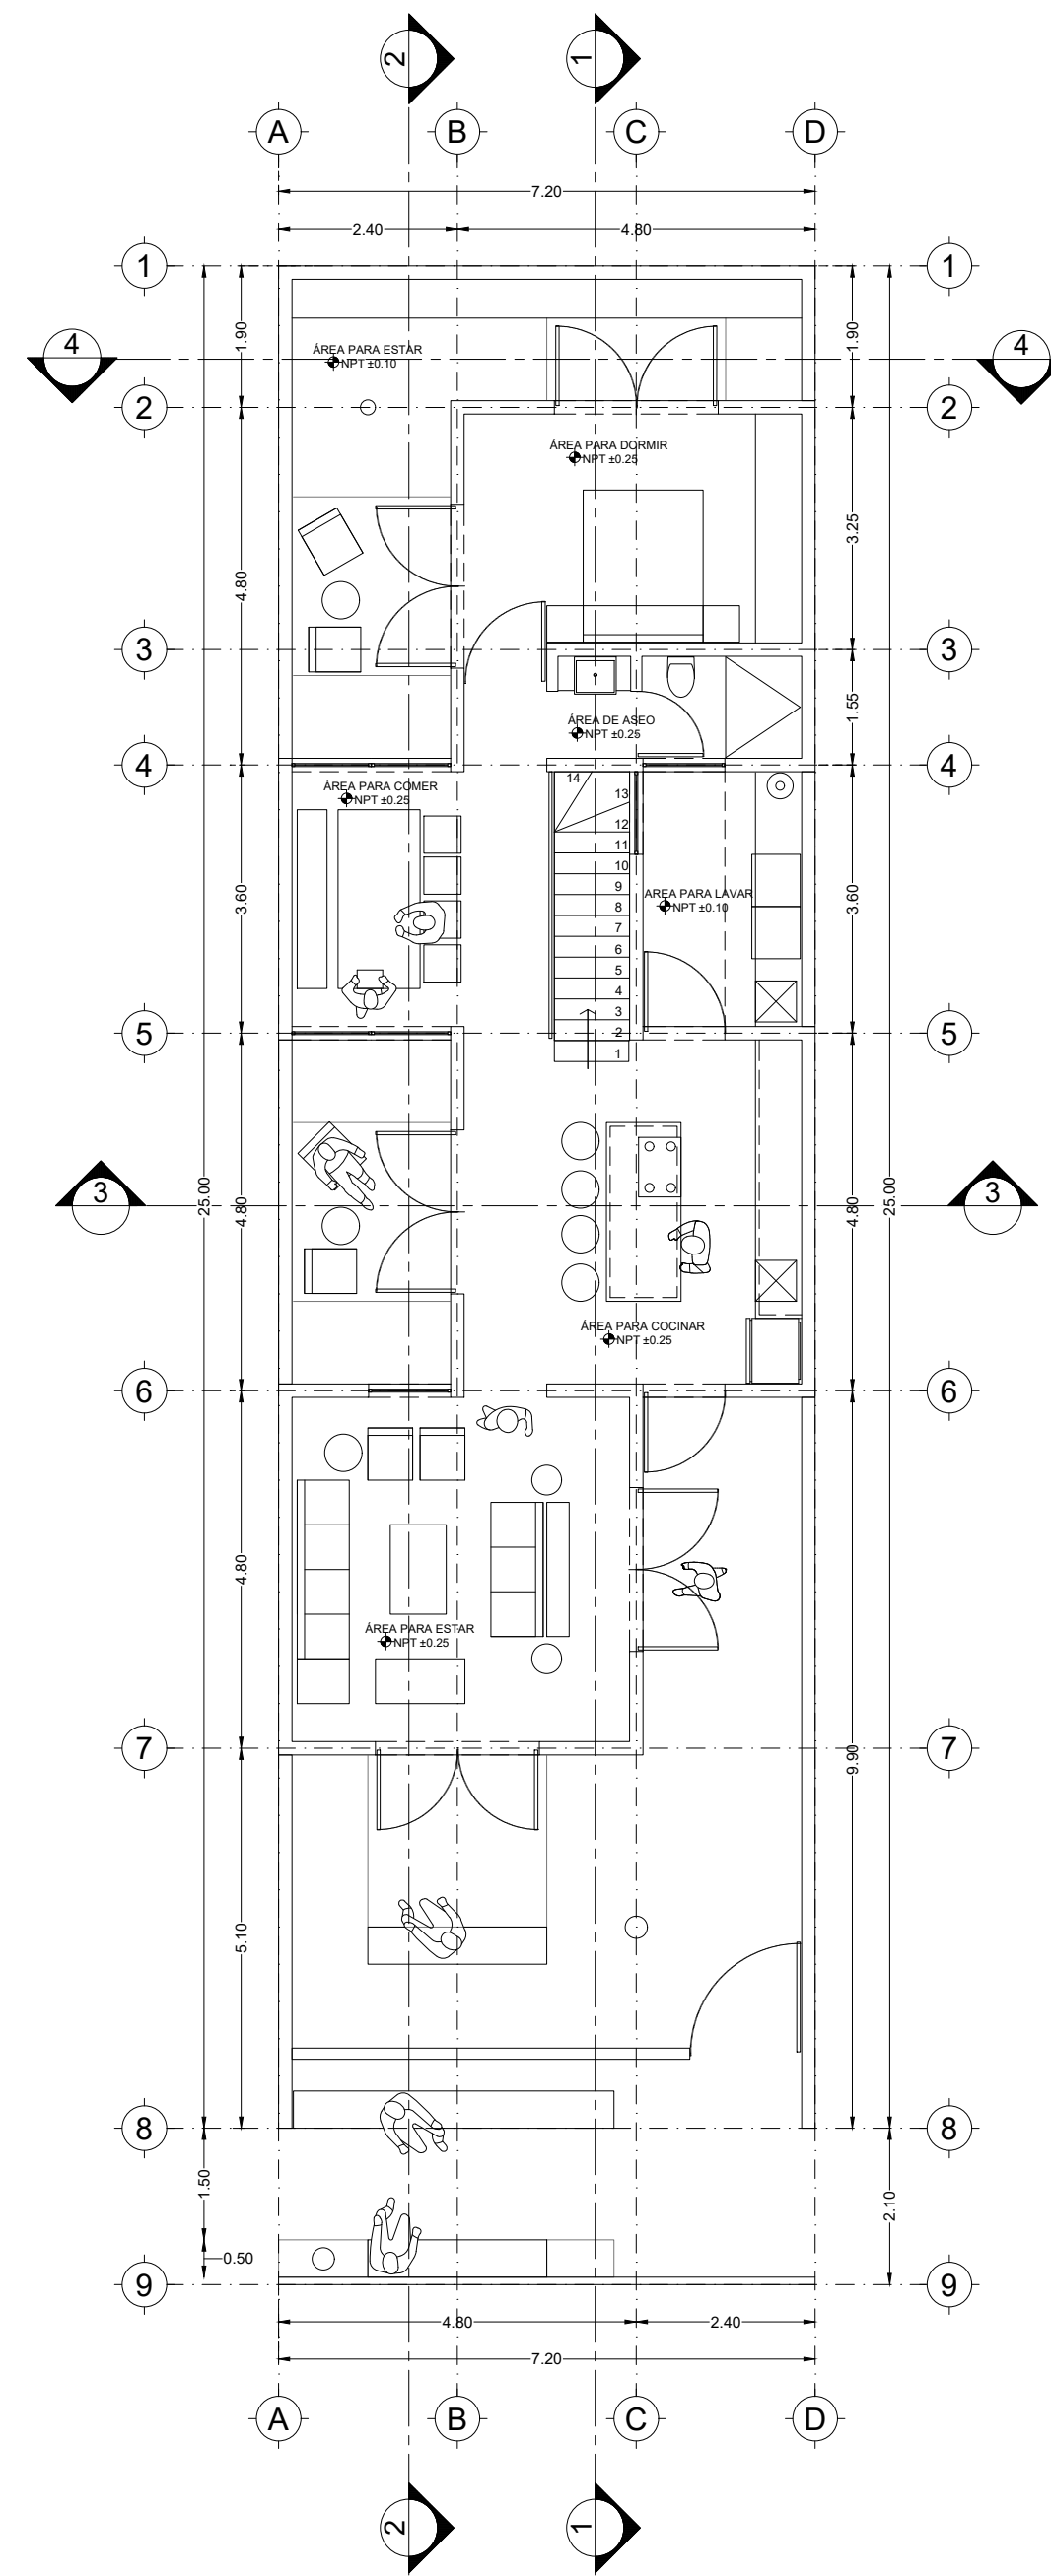 2
1
A
B
C
D
7.20
2.40
4.80
1
1
1.90
1.90
4
4
ÁREA PARA ESTAR
NPT ±0.10
2
2
ÁREA PARA DORMIR
NPT ±0.25
3.25
4.80
3
3
1.55
ÁREA DE ASEO
NPT ±0.25
4
4
14
ÁREA PARA COMER
NPT ±0.25
13
12
11
10
9
8
7
6
5
4
3
2
1
AREA PARA LAVAR
NPT ±0.10
3.60
3.60
5
5
25.00
4.80
4.80
25.00
3
3
ÁREA PARA COCINAR
NPT ±0.25
6
6
4.80
ÁREA PARA ESTAR
NPT ±0.25
7
7
9.90
5.10
8
8
1.50
2.10
0.50
9
9
4.80
2.40
7.20
A
B
C
D
2
1